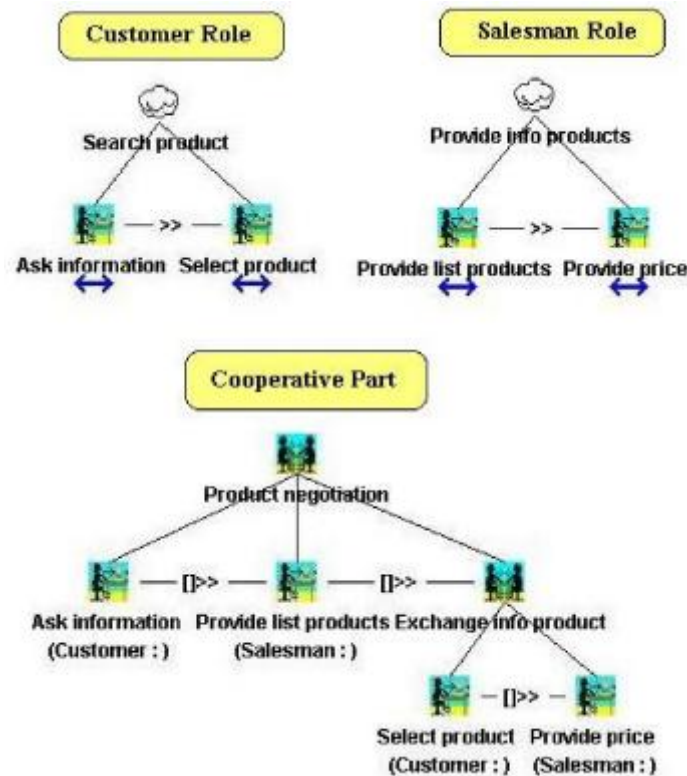 Customer Role
Salesman Role
Search product
Provide info products
>>
>>
Ask information Select product
Provide list products Provide price
Cooperative Part
Product negotiation
[]>> []>>
Ask information Provide list products Exchange info product
(Customer : ) (Salesman : )
[]>>
Select product Provide price
(Customer : ) (Salesman : )